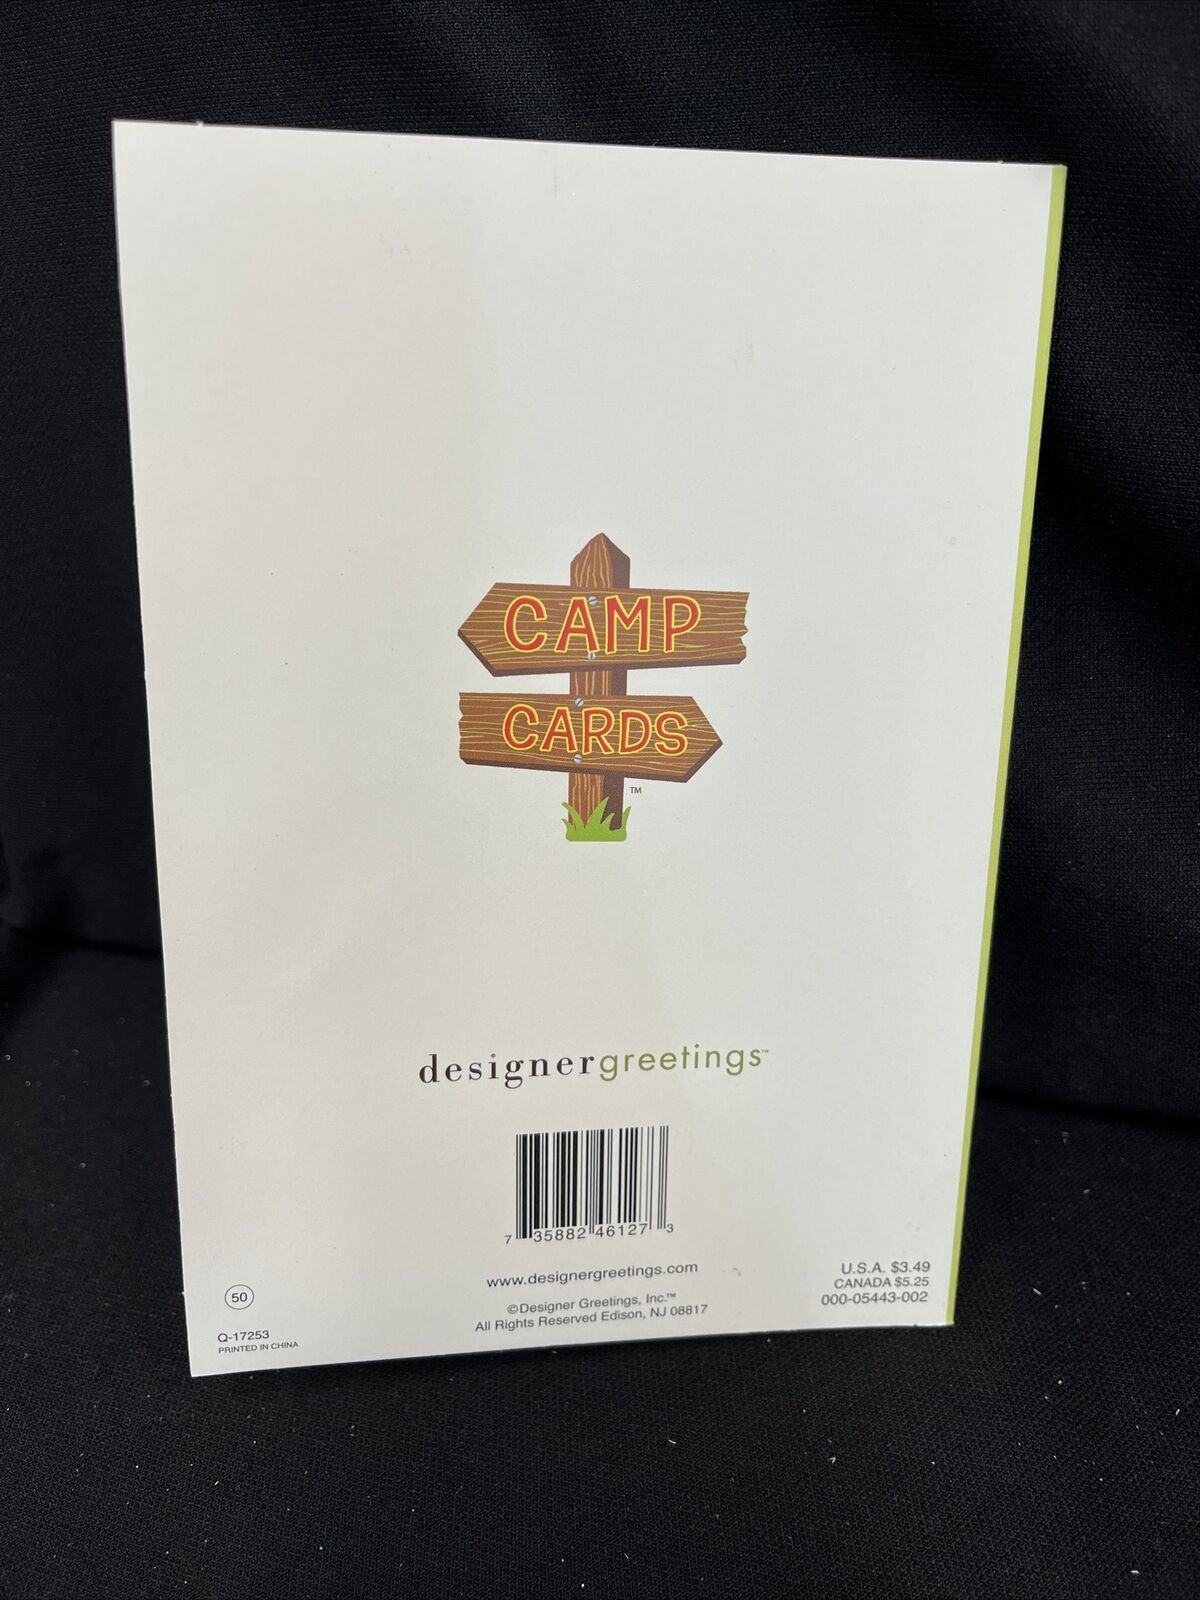 CAMP
CARDS
TM
designergreetings™
7 35882 46127 3
www.designergreetings.com
©Designer Greetings, Inc.™
All Rights Reserved Edison, NJ 08817
U.S.A. $3.49
CANADA $5.25
000-05443-002
50
Q-17253
PRINTED IN CHINA